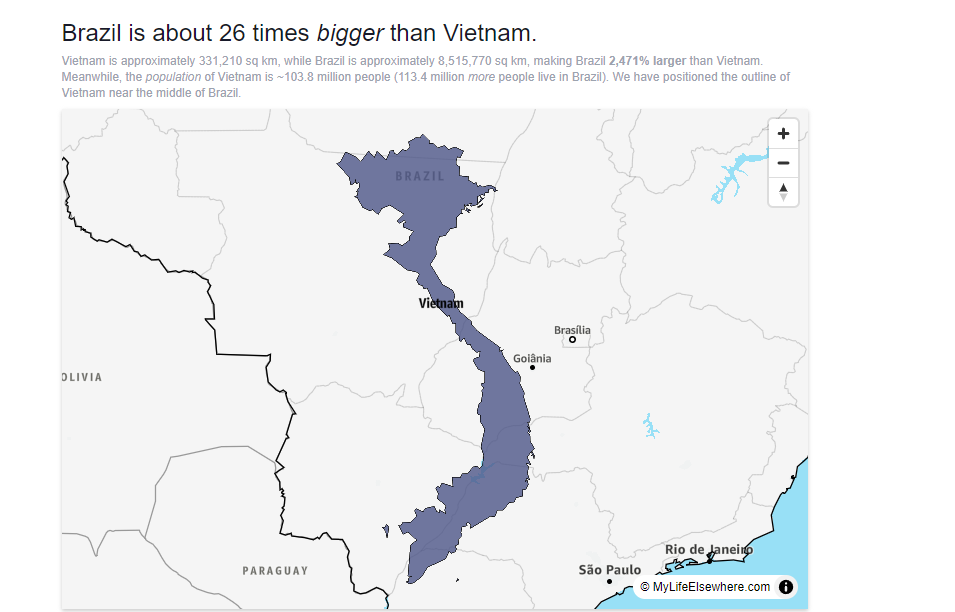 Brazil is about 26 times bigger than Vietnam.
Vietnam is approximately 331,210 sq km, while Brazil is approximately 8,515,770 sq km, making Brazil 2,471% larger than Vietnam.
Meanwhile, the population of Vietnam is ~103.8 million people (113.4 million more people live in Brazil). We have positioned the outline of
Vietnam near the middle of Brazil.
BRAZIL
Vietnam
Brasília
Goiânia
OLIVIA
Rio de Janeiro
PARAGUAY
São Paulo
© MyLifeElsewhere.com